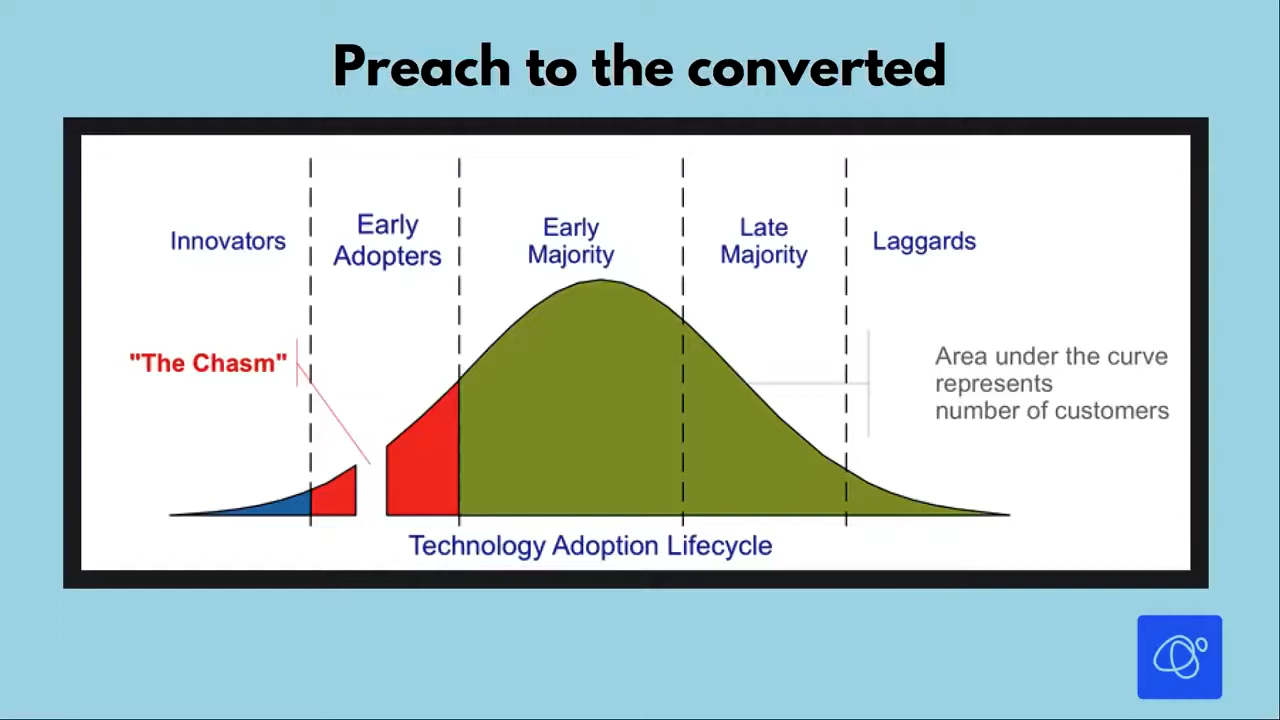 Preach to the converted
Innovators
Early
Adopters
Early
Majority
Late
Majority
Laggards
"The Chasm"
Area under the curve
represents
number of customers
Technology Adoption Lifecycle